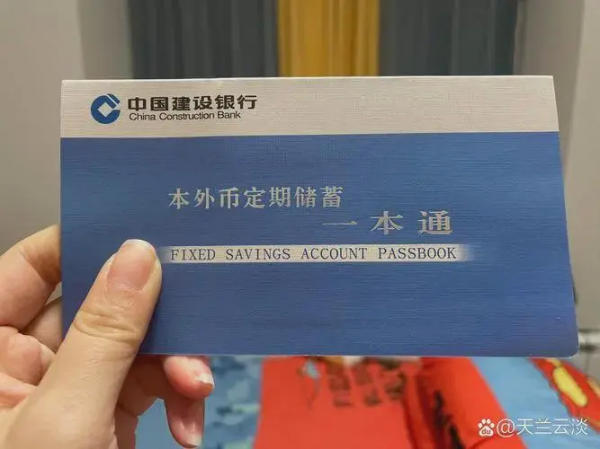 中国建设银行
China Construction Bank
本外币定期储蓄
一本通
FIXED SAVINGS ACCOUNT PASSBOOK
@天兰云淡